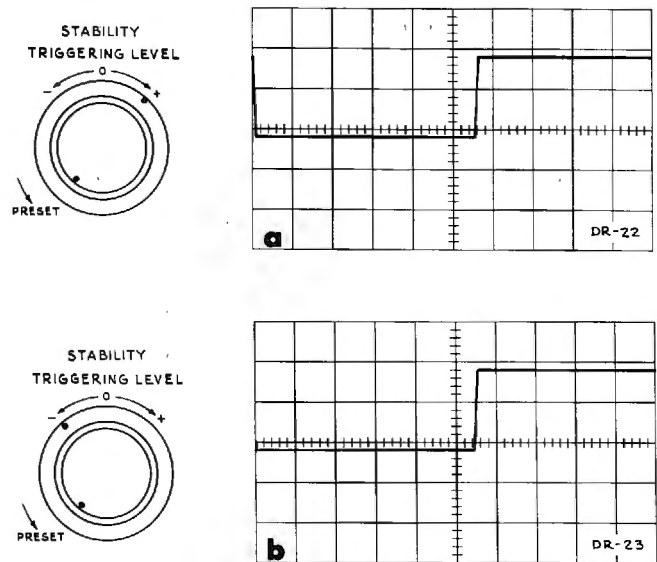 STABILITY
TRIGGERING LEVEL
- 0 +
PRESET
a
DR-22
STABILITY
TRIGGERING LEVEL
- 0 +
PRESET
b
DR-23